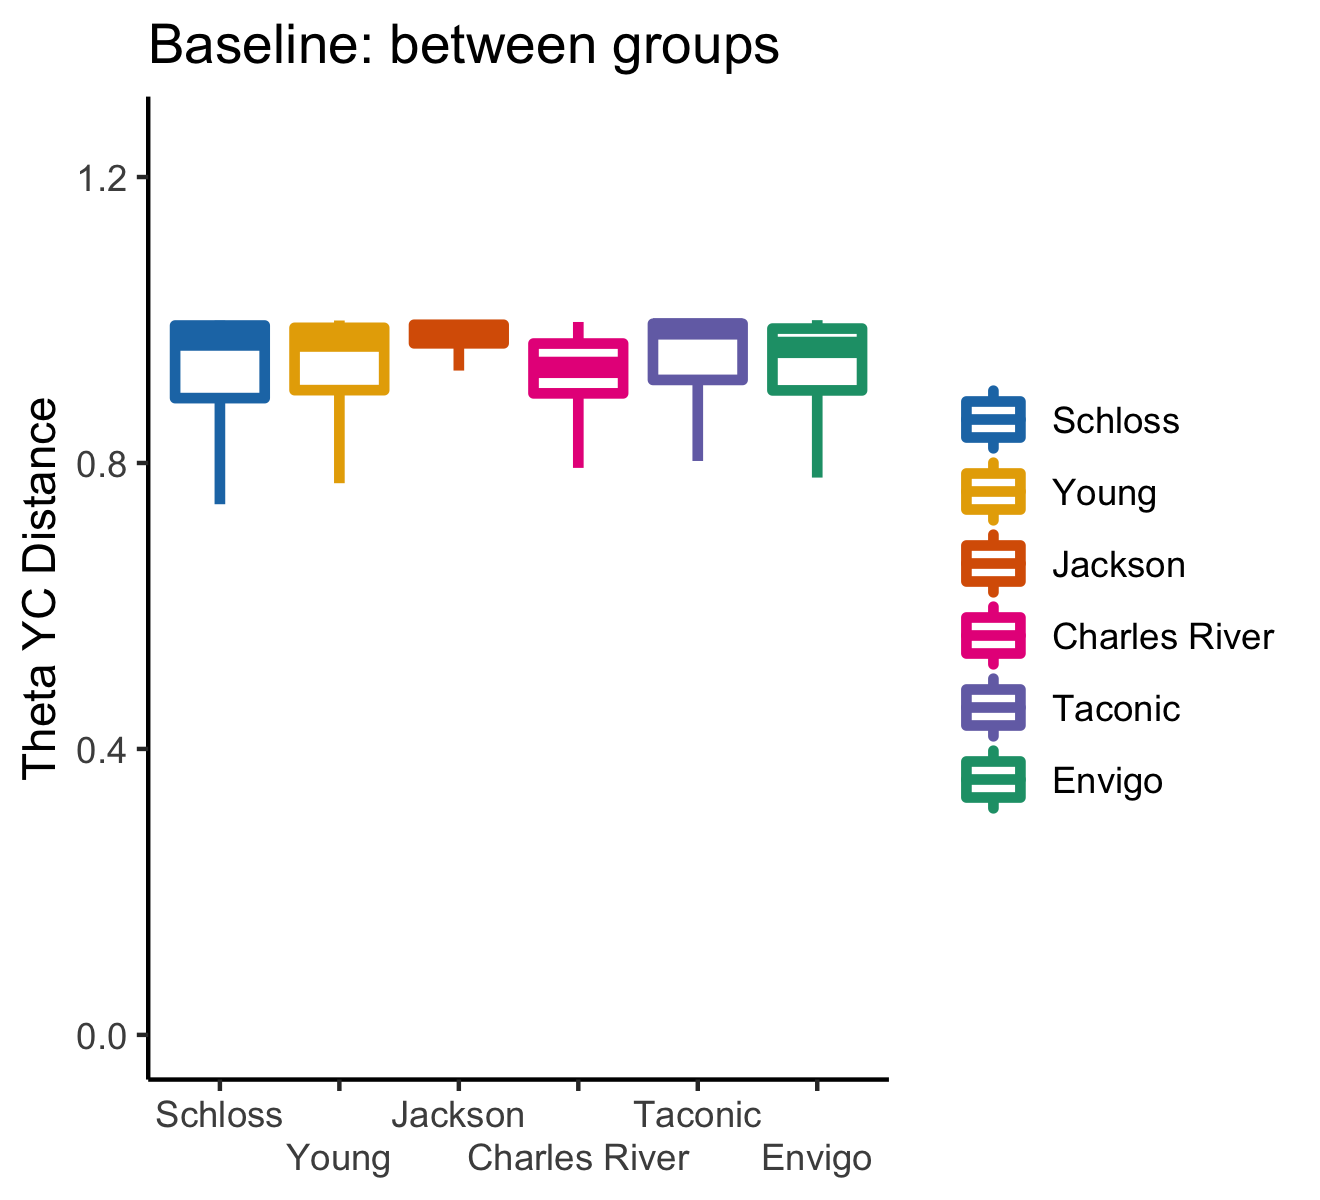 Baseline: between groups
Theta YC Distance
1.2
0.8
0.4
0.0
Schloss
Young
Jackson
Charles River
Taconic
Envigo
Schloss
Young
Jackson
Charles River
Taconic
Envigo